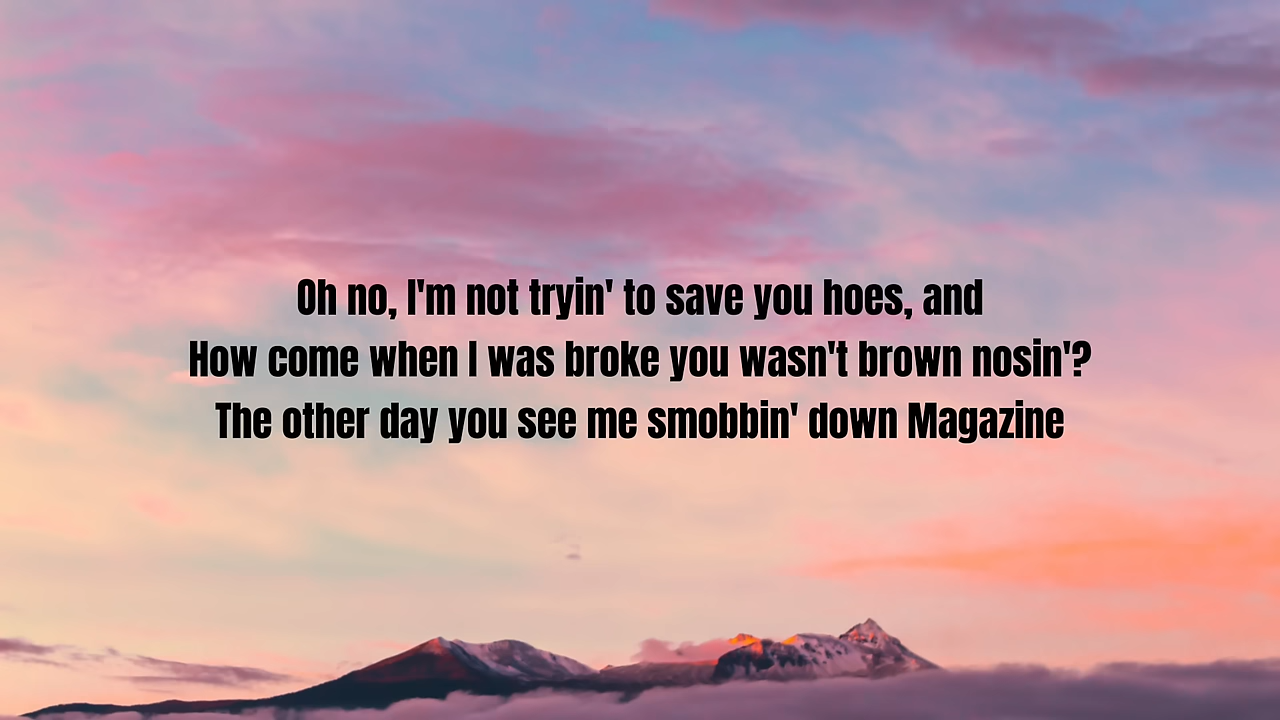 Oh no, I'm not tryin' to save you hoes, and
How come when I was broke you wasn't brown nosin'?
The other day you see me smobbin' down Magazine